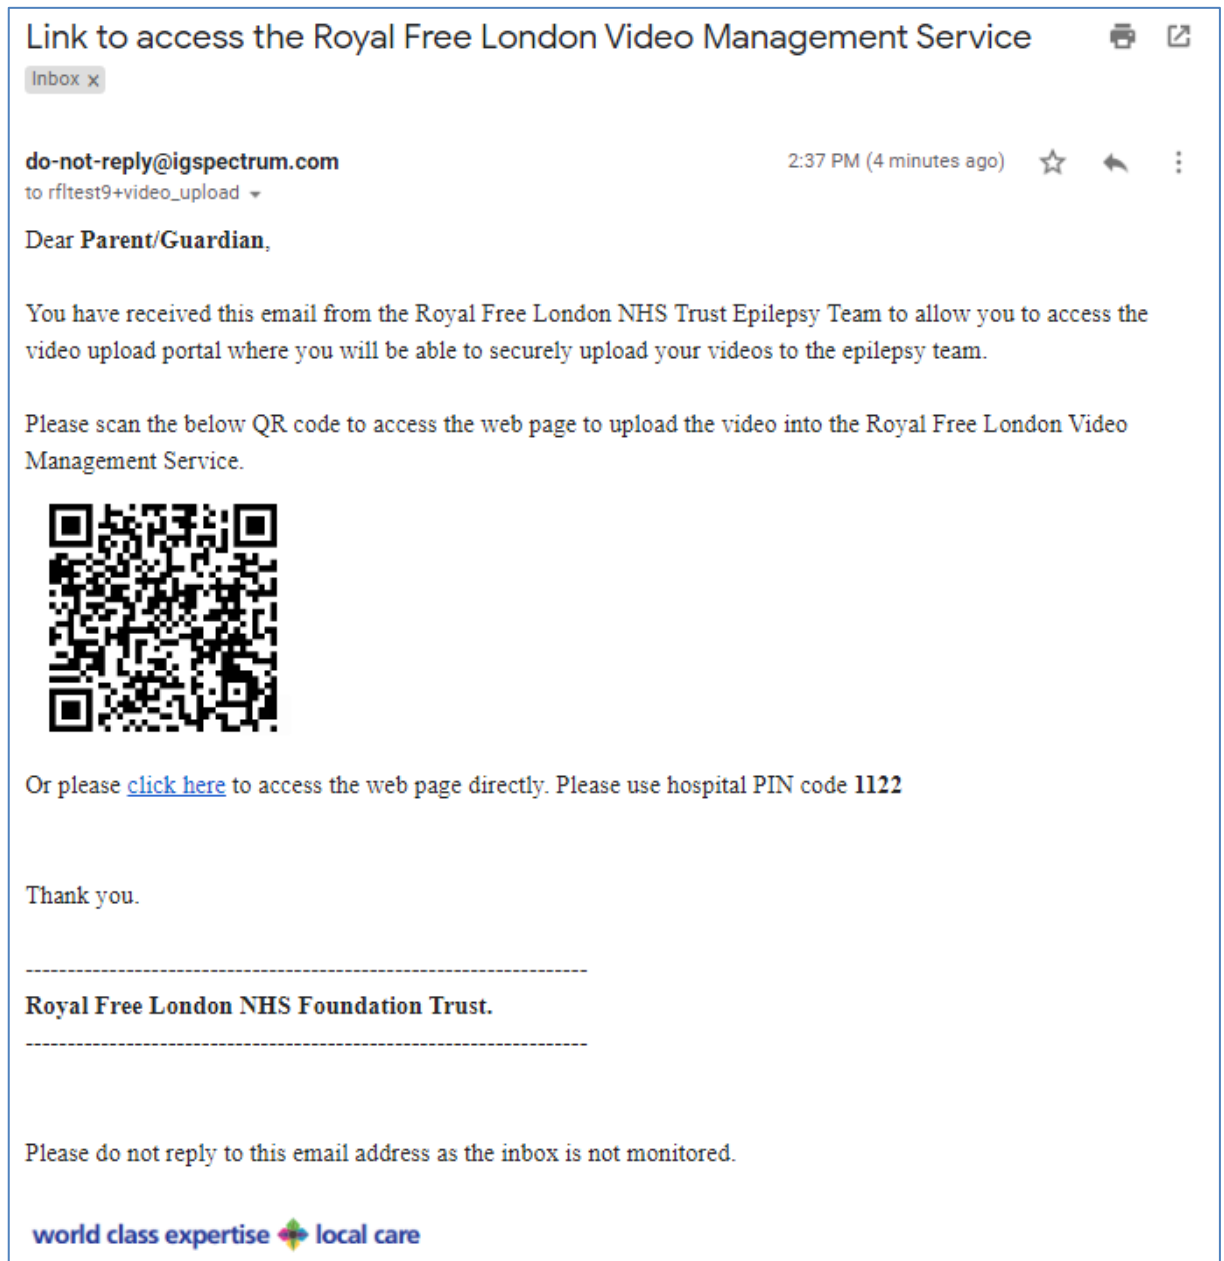 Link to access the Royal Free London Video Management Service
Inbox x
do-not-reply@igspectrum.com
2:37 PM (4 minutes ago)
to rfltest9+video_upload
Dear Parent/Guardian,
You have received this email from the Royal Free London NHS Trust Epilepsy Team to allow you to access the
video upload portal where you will be able to securely upload your videos to the epilepsy team.
Please scan the below QR code to access the web page to upload the video into the Royal Free London Video
Management Service.
Or please click here to access the web page directly. Please use hospital PIN code 1122
Thank you.
----------------------------------------------------------------------
Royal Free London NHS Foundation Trust.
----------------------------------------------------------------------
Please do not reply to this email address as the inbox is not monitored.
world class expertise local care